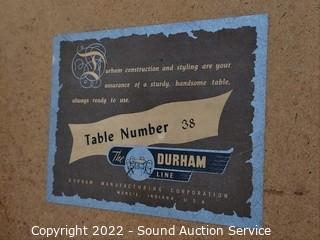 Durham construction and styling are your
assurance of a sturdy, handsome table,
always ready to use.
Table Number 38
The DURHAM
LINE
DURHAM MANUFACTURING CORPORATION
MUNCIE, INDIANA, U.S.A.
Copyright 2022 - Sound Auction Service